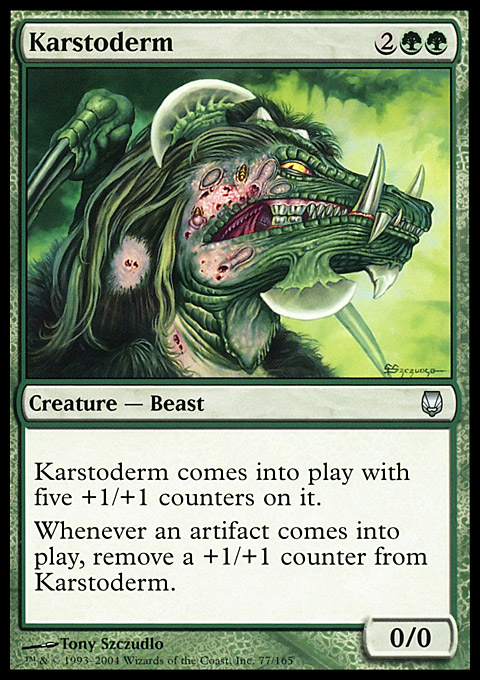 Karstoderm 2
SZCZUDLO
Creature — Beast
Karstoderm comes into play with
five +1/+1 counters on it.
Whenever an artifact comes into
play, remove a +1/+1 counter from
Karstoderm.
Tony Szczudlo
™ & © 1993–2004 Wizards of the Coast, Inc. 77/165
0/0